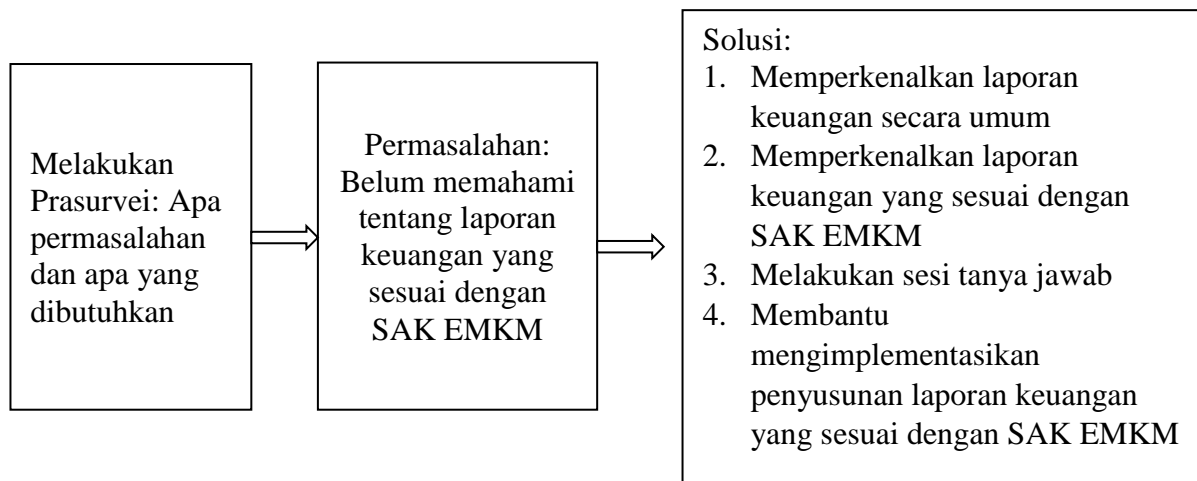 Melakukan
Prasurvei: Apa
permasalahan
dan apa yang
dibutuhkan
Permasalahan:
Belum memahami
tentang laporan
keuangan yang
sesuai dengan
SAK EMKM
Solusi:
1. Memperkenalkan laporan
keuangan secara umum
2. Memperkenalkan laporan
keuangan yang sesuai dengan
SAK EMKM
3. Melakukan sesi tanya jawab
4. Membantu
mengimplementasikan
penyusunan laporan keuangan
yang sesuai dengan SAK EMKM